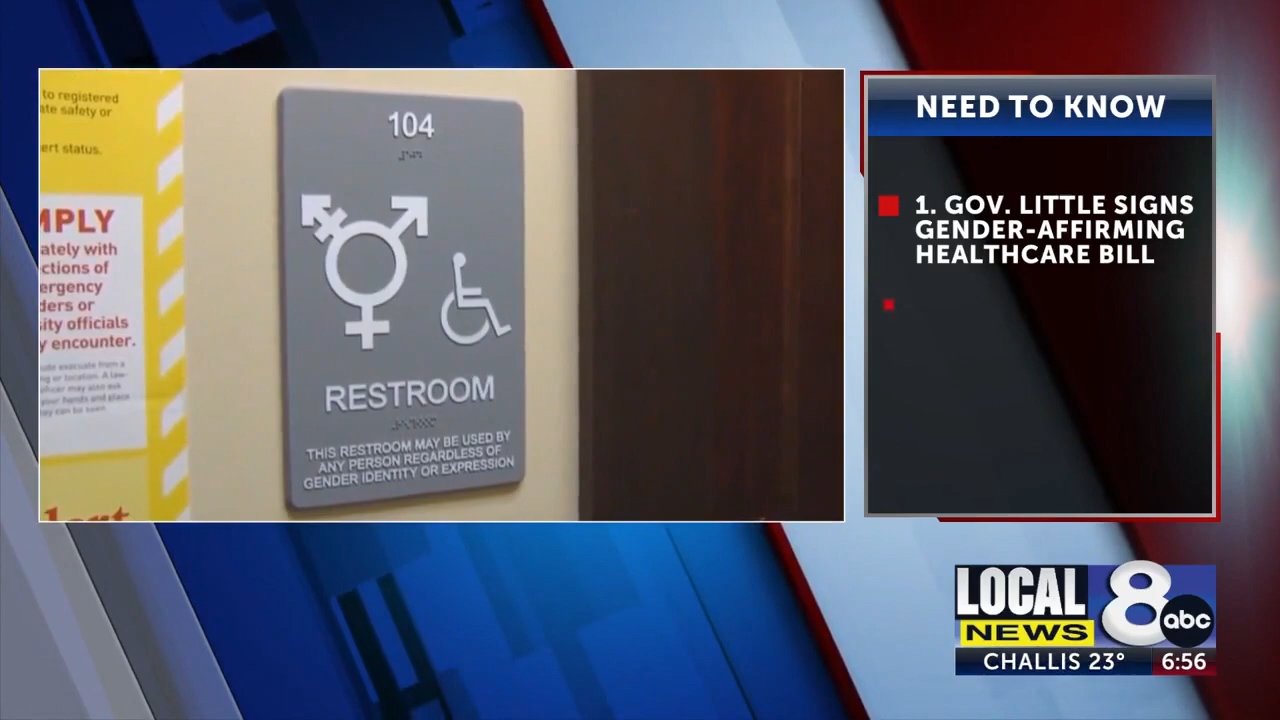 to registered
ate safety or
ert status.
MPLY
ately with
ctions of
ergency
ders or
sity officials
y encounter.
104
RESTROOM
THIS RESTROOM MAY BE USED BY
ANY PERSON REGARDLESS OF
GENDER IDENTITY OR EXPRESSION
NEED TO KNOW
1. GOV. LITTLE SIGNS
GENDER-AFFIRMING
HEALTHCARE BILL
LOCAL
NEWS
8
abc
CHALLIS 23°
6:56